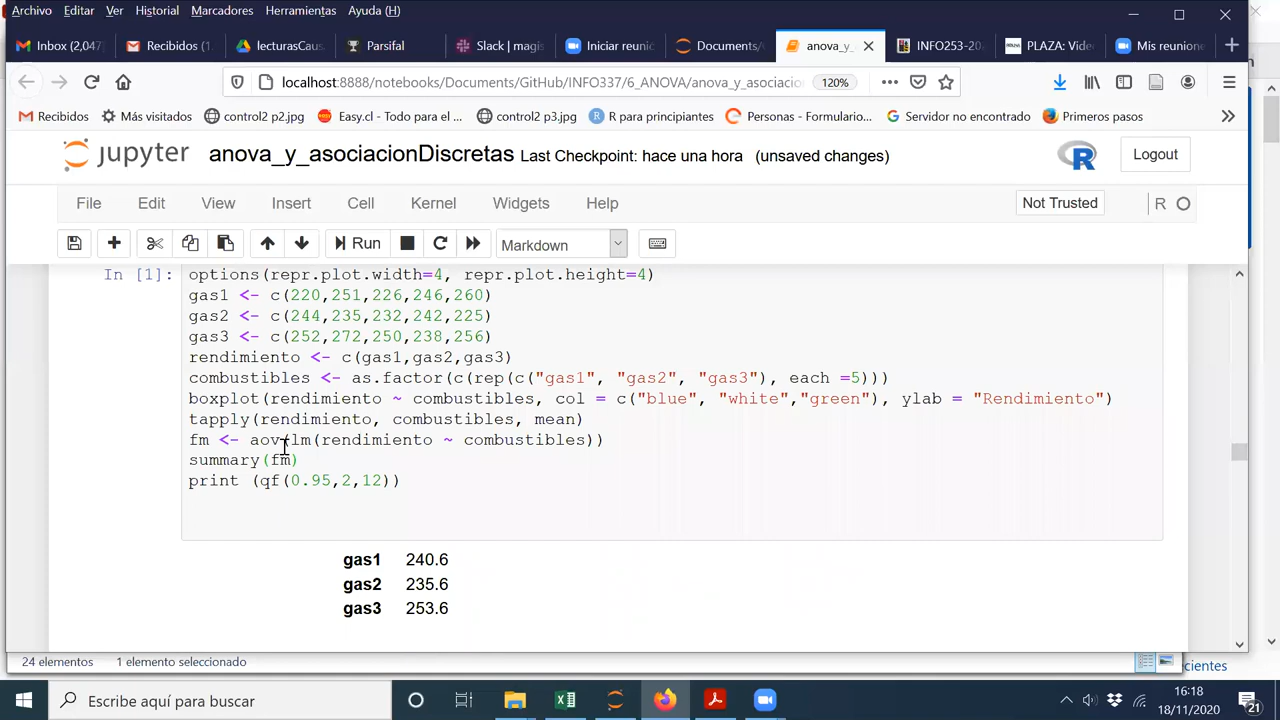 Archivo Editar Ver Historial Marcadores Herramientas Ayuda (H)
Inbox (2,047 Recibidos (1. lecturasCaus Parsifal Slack | magis Iniciar reunió Documents/ anova_y_ INFO253-20 PLAZA: Vide Mis reunione
localhost:8888/notebooks/Documents/GitHub/INFO337/6_ANOVA/anova_y_asociacio 120%
Recibidos Más visitados control2 p2.jpg Easy.cl - Todo para el ... control2 p3.jpg R para principiantes Personas - Formulario... Servidor no encontrado Primeros pasos
jupyter anova_y_asociacionDiscretas Last Checkpoint: hace una hora (unsaved changes) R Logout
File Edit View Insert Cell Kernel Widgets Help Not Trusted R
Run Markdown
In [1]: options(repr.plot.width=4, repr.plot.height=4)
gas1 <- c(220,251,226,246,260)
gas2 <- c(244,235,232,242,225)
gas3 <- c(252,272,250,238,256)
rendimiento <- c(gas1,gas2,gas3)
combustibles <- as.factor(c(rep(c("gas1", "gas2", "gas3"), each =5)))
boxplot(rendimiento ~ combustibles, col = c("blue", "white","green"), ylab = "Rendimiento")
tapply(rendimiento, combustibles, mean)
fm <- aov(lm(rendimiento ~ combustibles))
summary(fm)
print (qf(0.95,2,12))
gas1 240.6
gas2 235.6
gas3 253.6
24 elementos 1 elemento seleccionado
cientes
Escribe aquí para buscar
16:18
18/11/2020
21